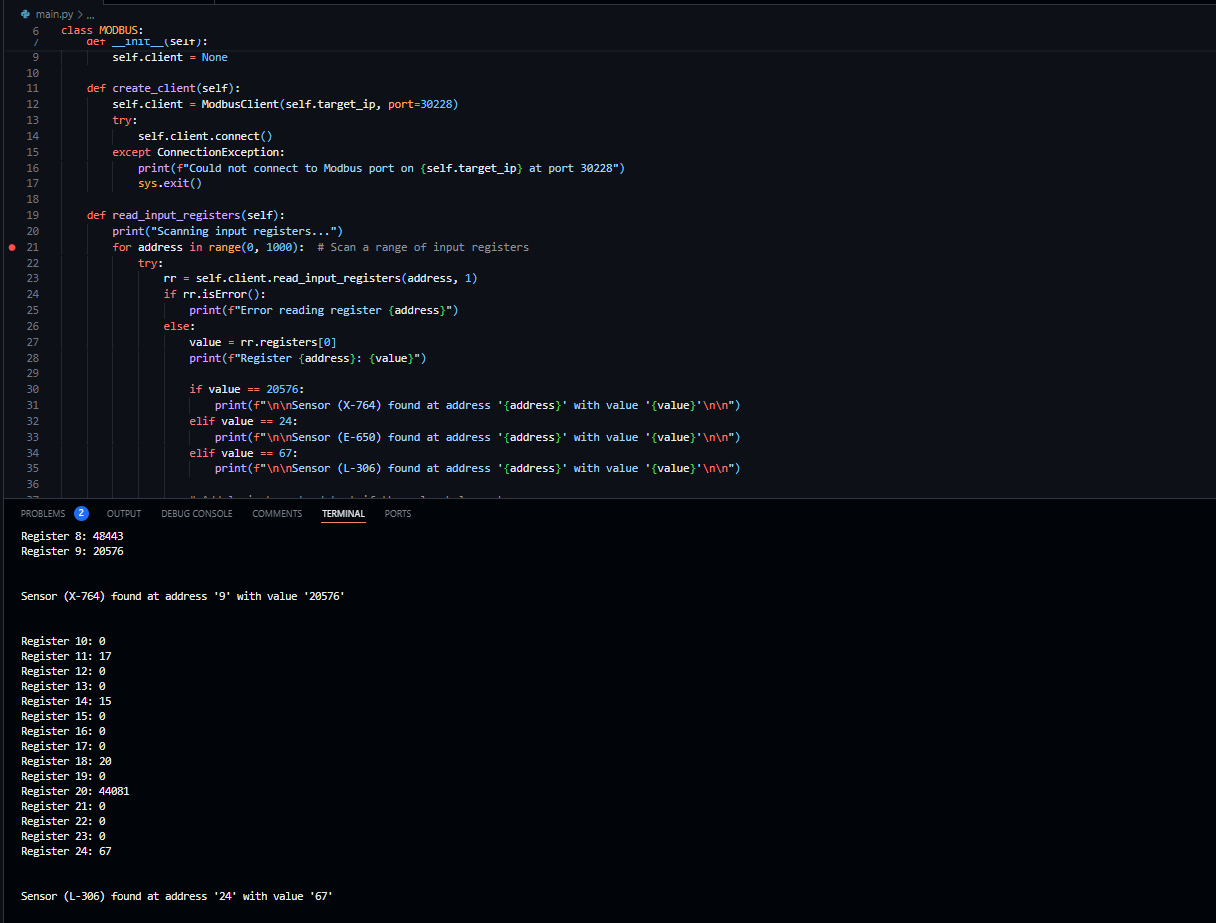 main.py > ...
6 class MODBUS:
7 def __init__(self):
9 self.client = None
10
11 def create_client(self):
12 self.client = ModbusClient(self.target_ip, port=30228)
13 try:
14 self.client.connect()
15 except ConnectionException:
16 print(f"Could not connect to Modbus port on {self.target_ip} at port 30228")
17 sys.exit()
18
19 def read_input_registers(self):
20 print("Scanning input registers...")
21 for address in range(0, 1000):  # Scan a range of input registers
22 try:
23 rr = self.client.read_input_registers(address, 1)
24 if rr.isError():
25 print(f"Error reading register {address}")
26 else:
27 value = rr.registers[0]
28 print(f"Register {address}: {value}")
29
30 if value == 20576:
31 print(f"\n\nSensor (X-764) found at address '{address}' with value '{value}'\n\n")
32 elif value == 24:
33 print(f"\n\nSensor (E-650) found at address '{address}' with value '{value}'\n\n")
34 elif value == 67:
35 print(f"\n\nSensor (L-306) found at address '{address}' with value '{value}'\n\n")
36
PROBLEMS 2 OUTPUT DEBUG CONSOLE COMMENTS TERMINAL PORTS
Register 8: 48443
Register 9: 20576
Sensor (X-764) found at address '9' with value '20576'
Register 10: 0
Register 11: 17
Register 12: 0
Register 13: 0
Register 14: 15
Register 15: 0
Register 16: 0
Register 17: 0
Register 18: 20
Register 19: 0
Register 20: 44081
Register 21: 0
Register 22: 0
Register 23: 0
Register 24: 67
Sensor (L-306) found at address '24' with value '67'